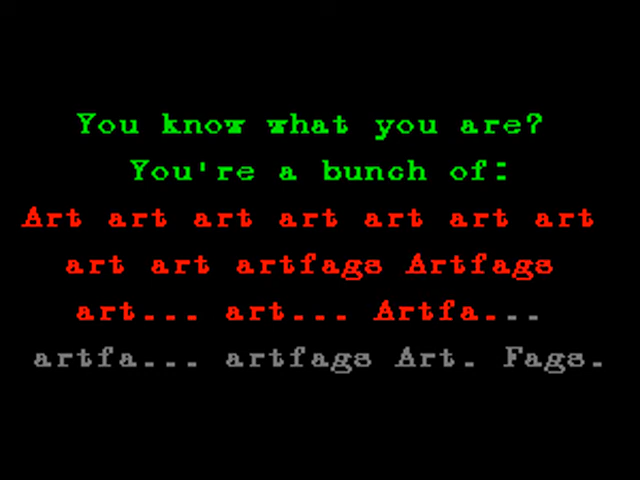 You know what you are?
You're a bunch of:
Art art art art art art art
art art artfags Artfags
art... art... Artfa...
artfa... artfags Art. Fags.